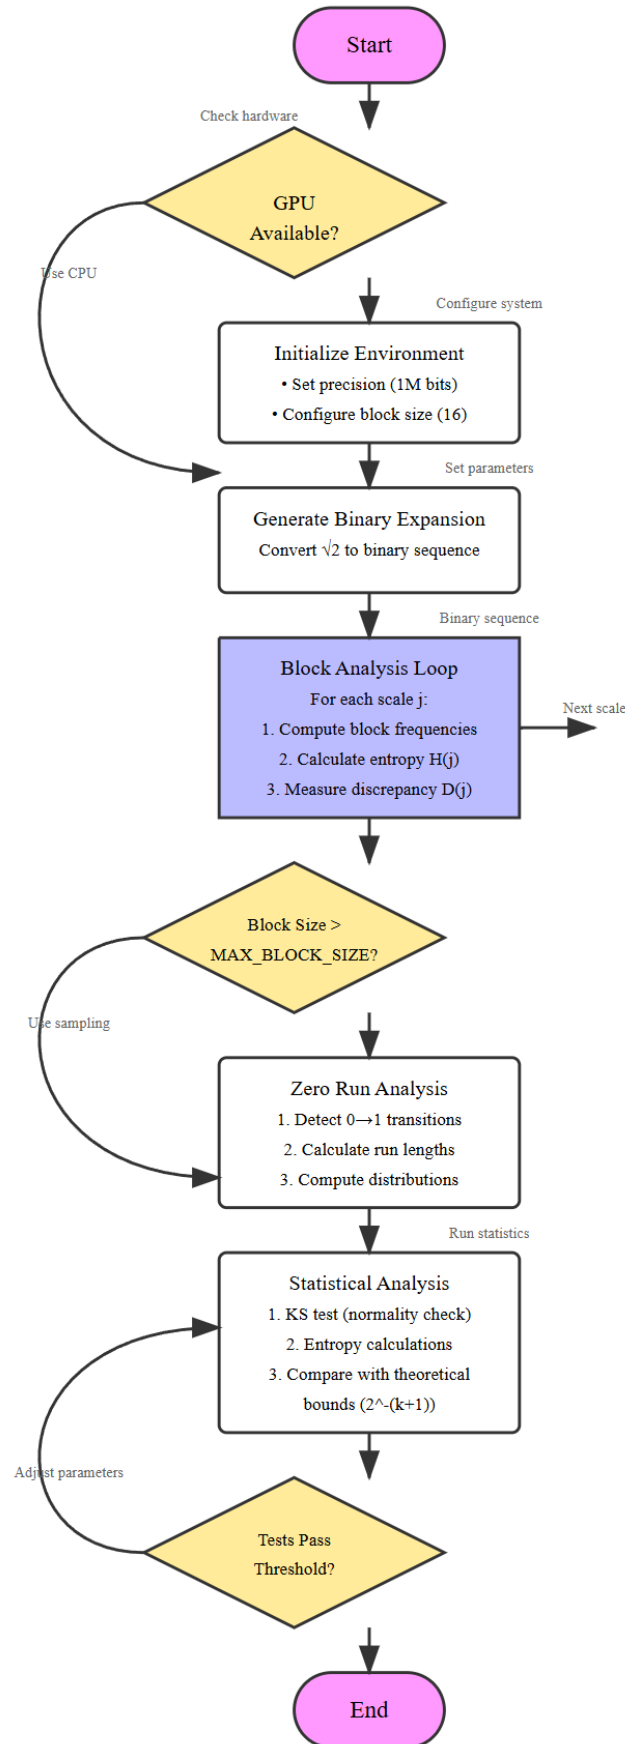 Start
Check hardware
GPU
Available?
Use CPU
Configure system
Initialize Environment
• Set precision (1M bits)
• Configure block size (16)
Set parameters
Generate Binary Expansion
Convert √2 to binary sequence
Binary sequence
Block Analysis Loop
For each scale j:
Next scale
1. Compute block frequencies
2. Calculate entropy H(j)
3. Measure discrepancy D(j)
Block Size >
MAX_BLOCK_SIZE?
Use sampling
Zero Run Analysis
1. Detect 0→1 transitions
2. Calculate run lengths
3. Compute distributions
Run statistics
Statistical Analysis
1. KS test (normality check)
2. Entropy calculations
3. Compare with theoretical
bounds (2^-(k+1))
Adjust parameters
Tests Pass
Threshold?
End